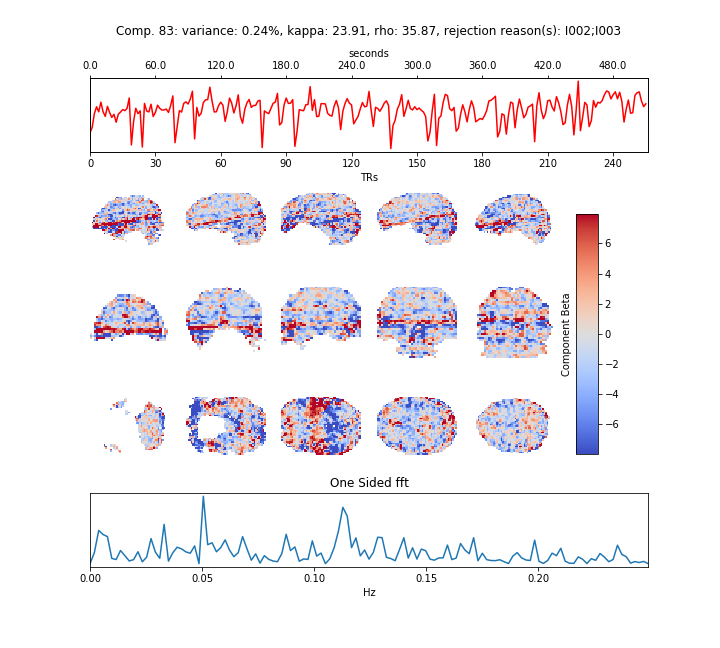 Comp. 83: variance: 0.24%, kappa: 23.91, rho: 35.87, rejection reason(s): I002;I003
seconds
0.0 60.0 120.0 180.0 240.0 300.0 360.0 420.0 480.0
0 30 60 90 120 150 180 210 240
TRs
6
4
2
0
−2
−4
−6
Component Beta
One Sided fft
0.00 0.05 0.10 0.15 0.20
Hz